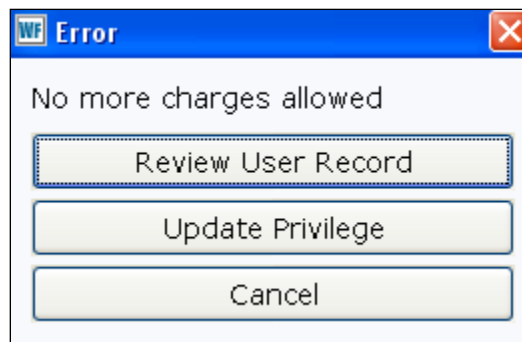 WF Error
No more charges allowed
Review User Record
Update Privilege
Cancel